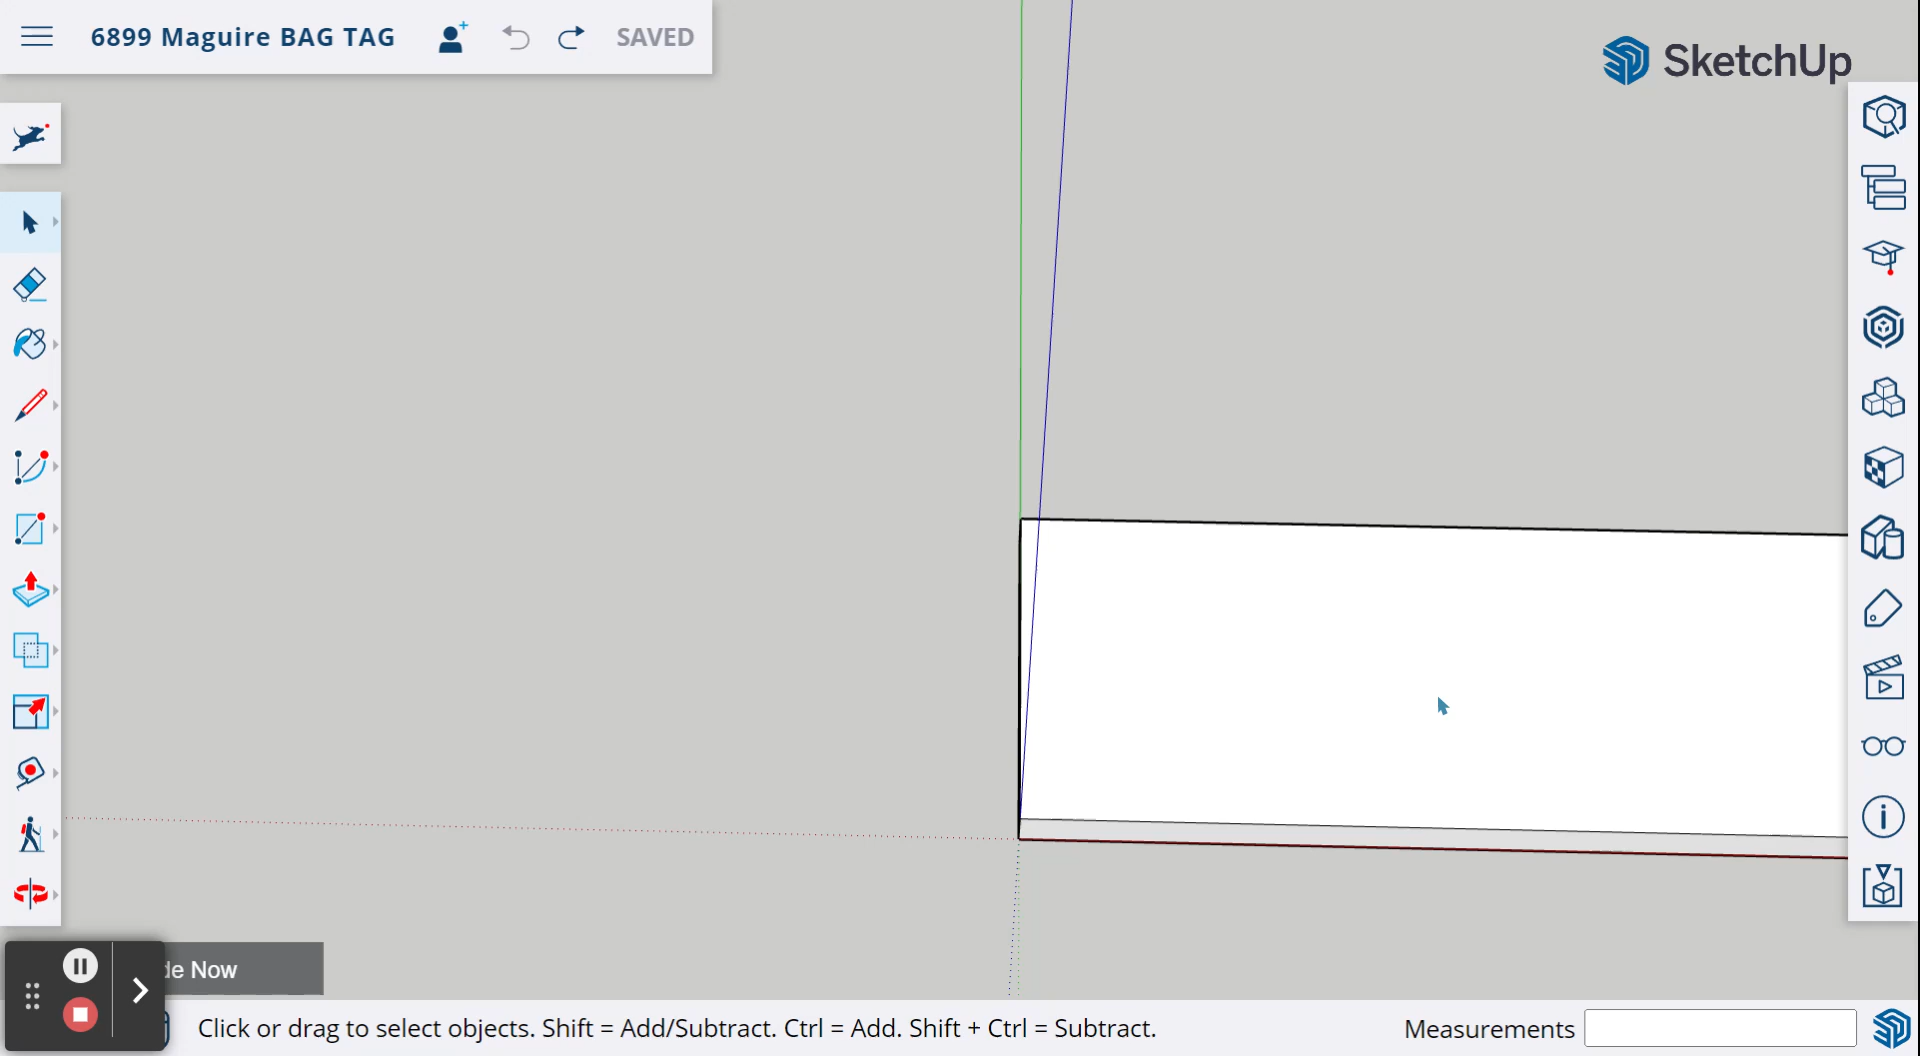 6899 Maguire BAG TAG
SAVED
SketchUp
de Now
Click or drag to select objects. Shift = Add/Subtract. Ctrl = Add. Shift + Ctrl = Subtract.
Measurements